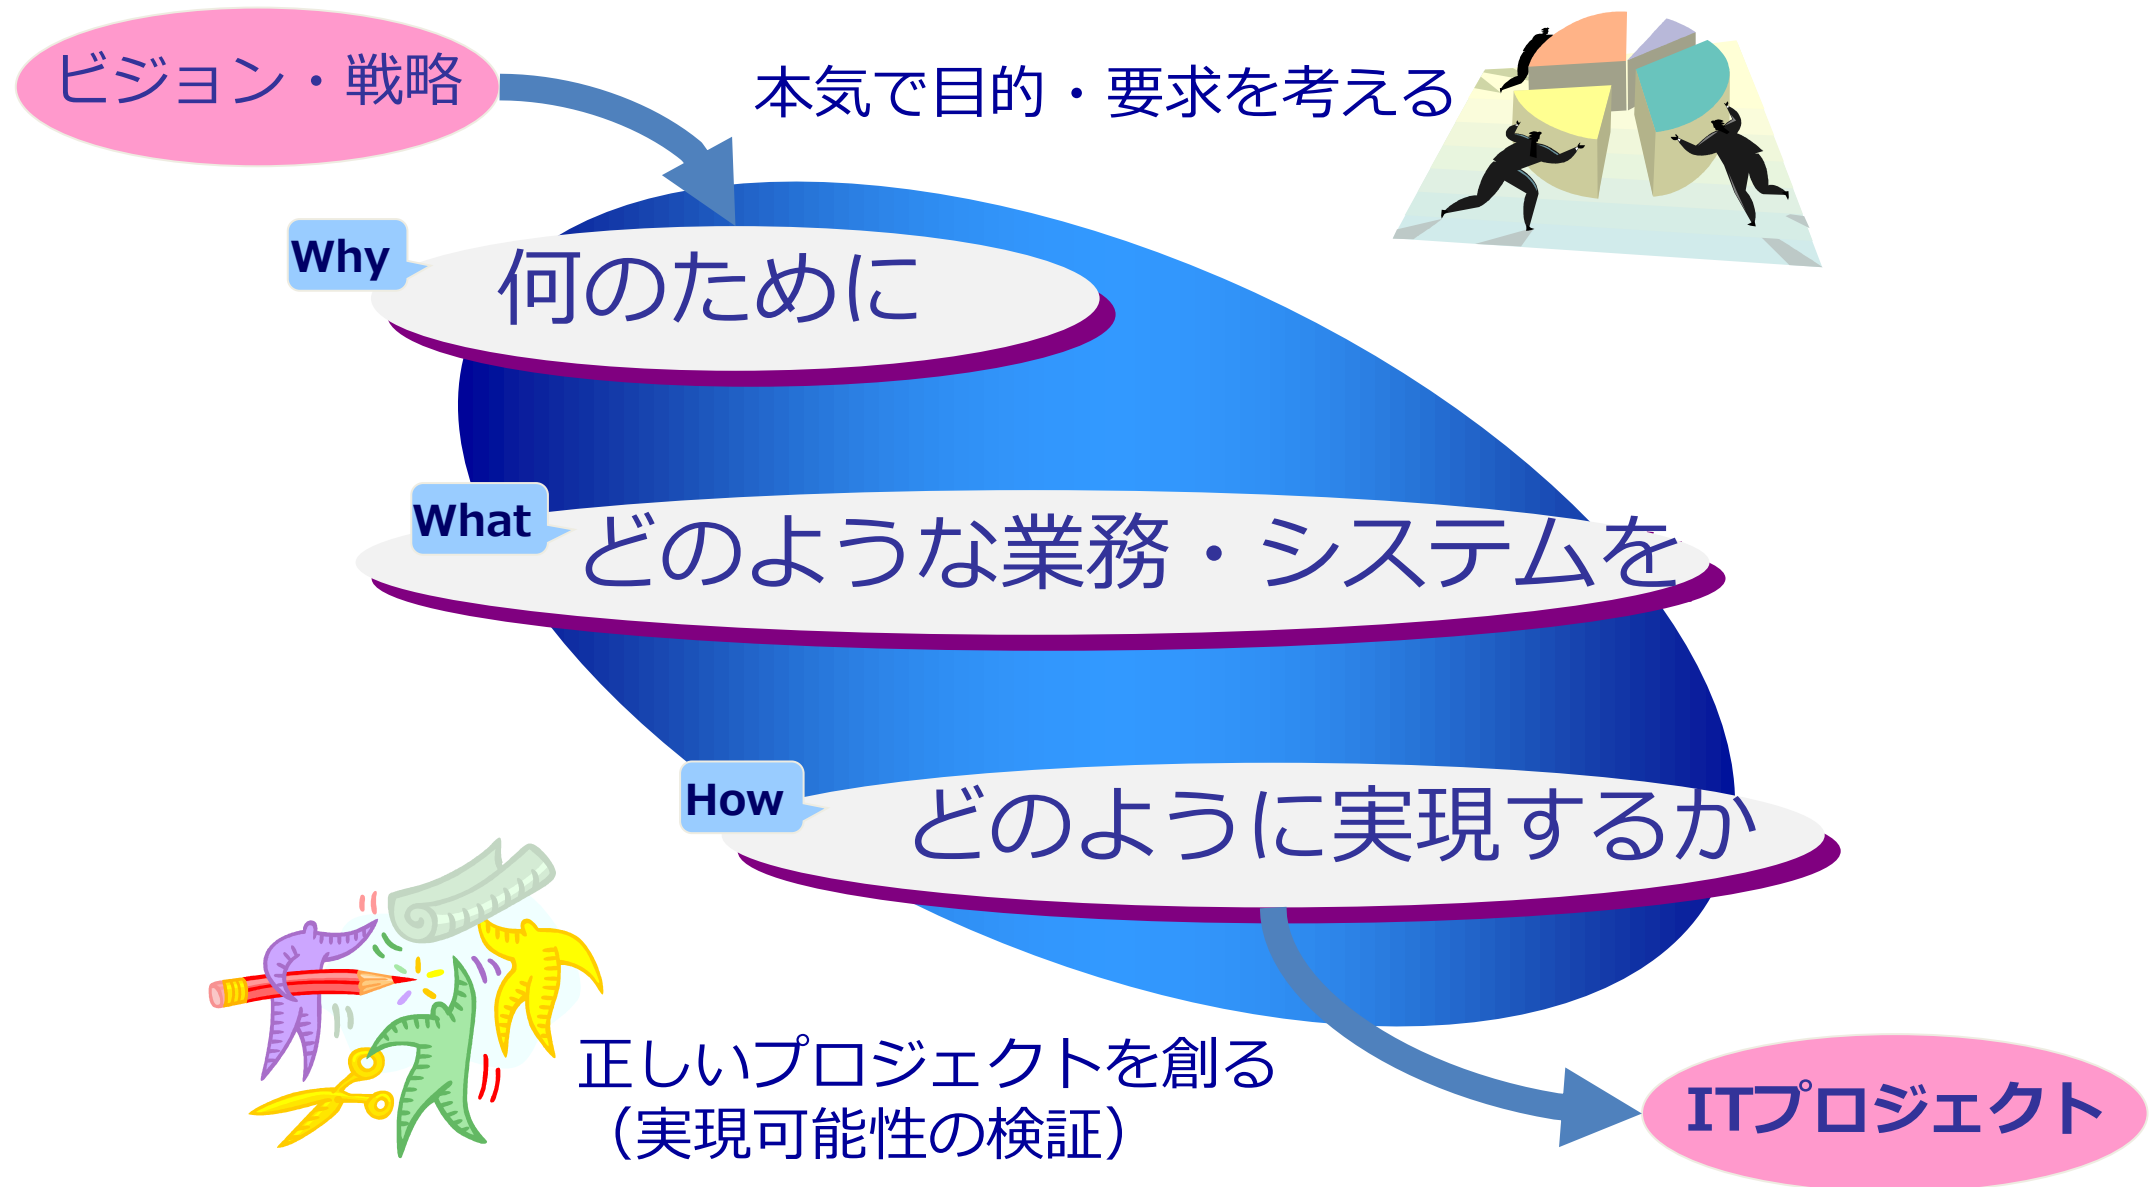 ビジョン・戦略
本気で目的・要求を考える
Why
何のために
What
どのような業務・システムを
How
どのように実現するか
正しいプロジェクトを創る
（実現可能性の検証）
ITプロジェクト